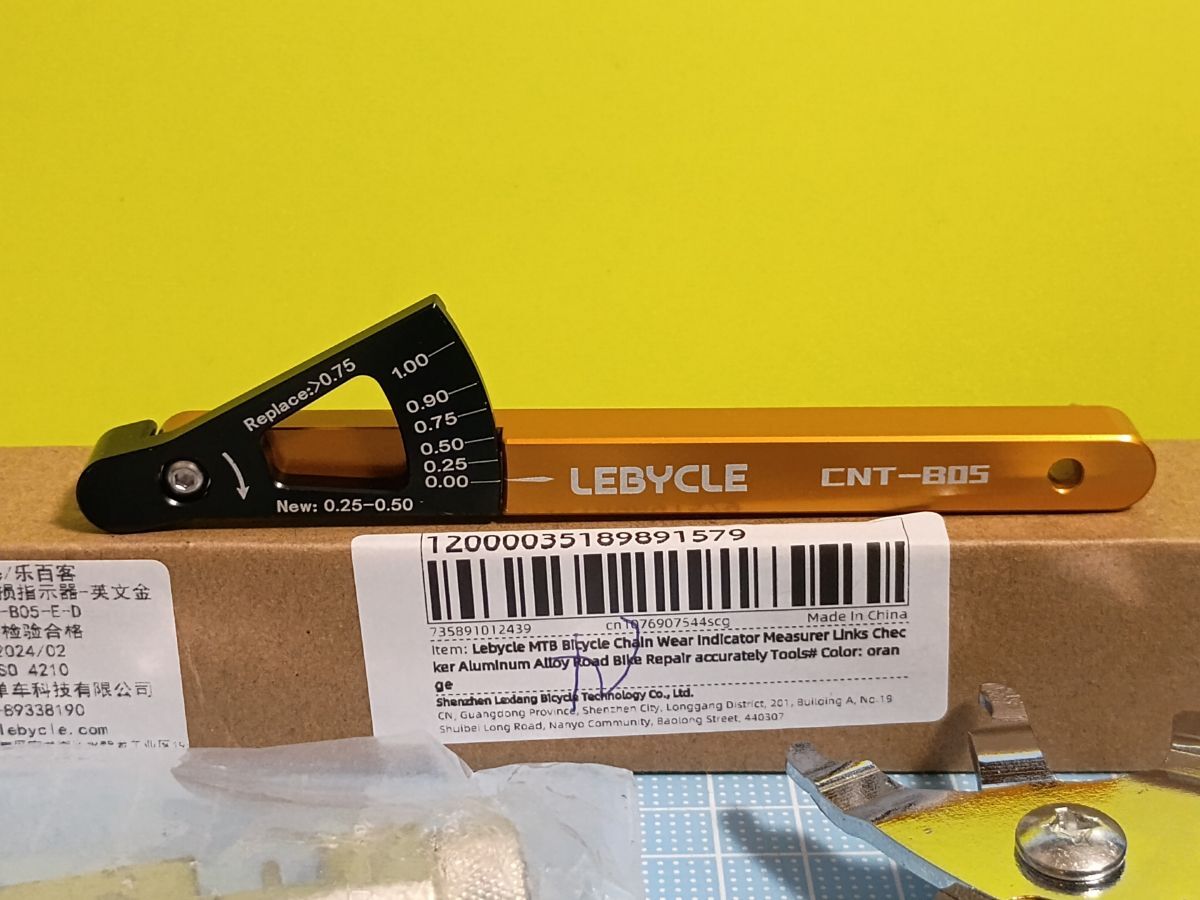 Replace:>0.75
1.00
0.90
0.75
0.50
0.25
0.00
New: 0.25-0.50
LEBYCLE CNT-B05
12000035189891579
735891012439 cn1076907544scg Made In China
Item: Lebycle MTB Bicycle Chain Wear Indicator Measurer Links Chec
ker Aluminum Alloy Road Bike Repair accurately Tools# Color: oran
ge
Shenzhen Lexdang Bicycle Technology Co., Ltd.
CN, Guangdong Province, Shenzhen City, Longgang District, 201, Building A, No.19
Shuibei Long Road, Nanyo Community, Baolong Street, 440307
/乐百客
损指示器-英文金
-B05-E-D
检验合格
2024/02
SO 4210
单车科技有限公司
-89338190
lebycle.com